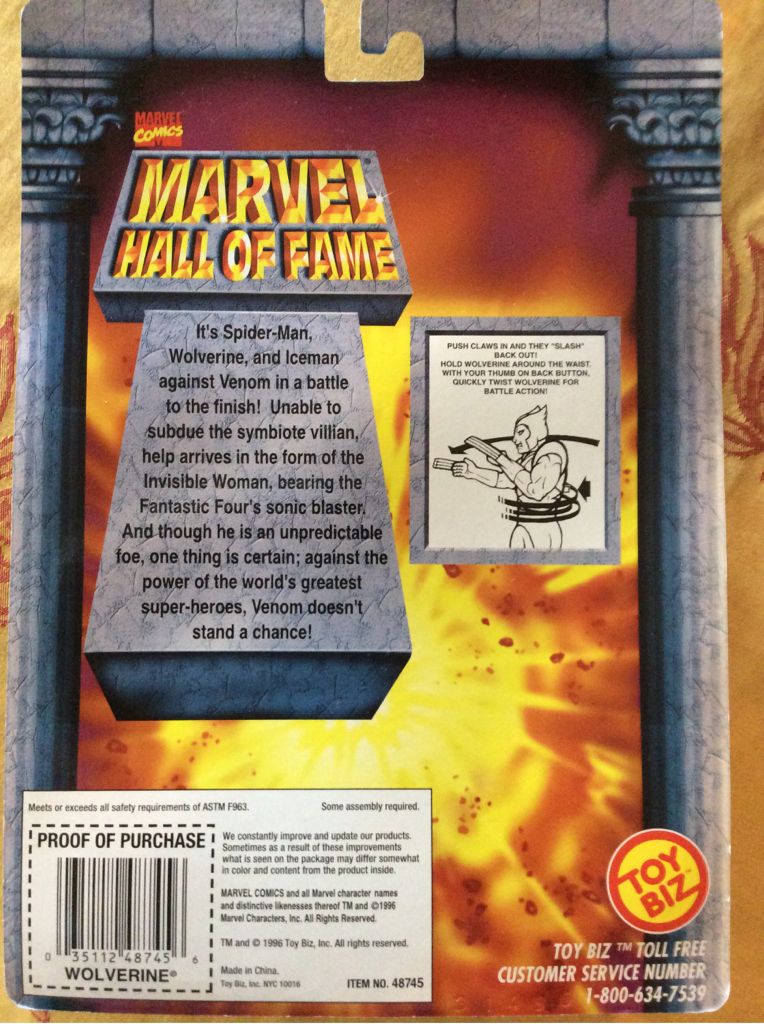 MARVEL
COMICS
MARVEL®
HALL OF FAME
It's Spider-Man,
Wolverine, and Iceman
against Venom in a battle
to the finish! Unable to
subdue the symbiote villian,
help arrives in the form of the
Invisible Woman, bearing the
Fantastic Four's sonic blaster.
And though he is an unpredictable
foe, one thing is certain; against the
power of the world's greatest
super-heroes, Venom doesn't
stand a chance!
PUSH CLAWS IN AND THEY "SLASH"
BACK OUT!
HOLD WOLVERINE AROUND THE WAIST.
WITH YOUR THUMB ON BACK BUTTON,
QUICKLY TWIST WOLVERINE FOR
BATTLE ACTION!
Meets or exceeds all safety requirements of ASTM F963.
Some assembly required.
PROOF OF PURCHASE
0 35112 48745 6
WOLVERINE®
We constantly improve and update our products.
Sometimes as a result of these improvements
what is seen on the package may differ somewhat
in color and content from the product inside.
MARVEL COMICS and all Marvel character names
and distinctive likenesses thereof TM and ©1996
Marvel Characters, Inc. All Rights Reserved.
TM and © 1996 Toy Biz, Inc. All rights reserved.
Made in China.
Toy Biz, Inc. NYC 10016
ITEM NO. 48745
TOY
BIZ™
TOY BIZ ™ TOLL FREE
CUSTOMER SERVICE NUMBER
1-800-634-7539